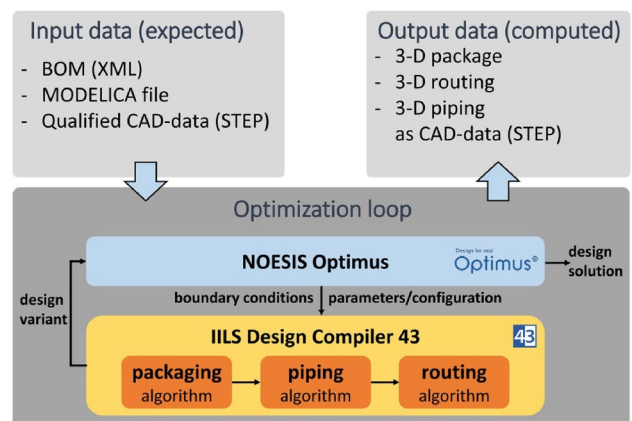 Input data (expected)
- BOM (XML)
- MODELICA file
- Qualified CAD-data (STEP)
Output data (computed)
- 3-D package
- 3-D routing
- 3-D piping
as CAD-data (STEP)
Optimization loop
NOESIS Optimus
Design for real
Optimus®
design
solution
design
variant
boundary conditions
parameters/configuration
IILS Design Compiler 43
43
packaging
algorithm
piping
algorithm
routing
algorithm